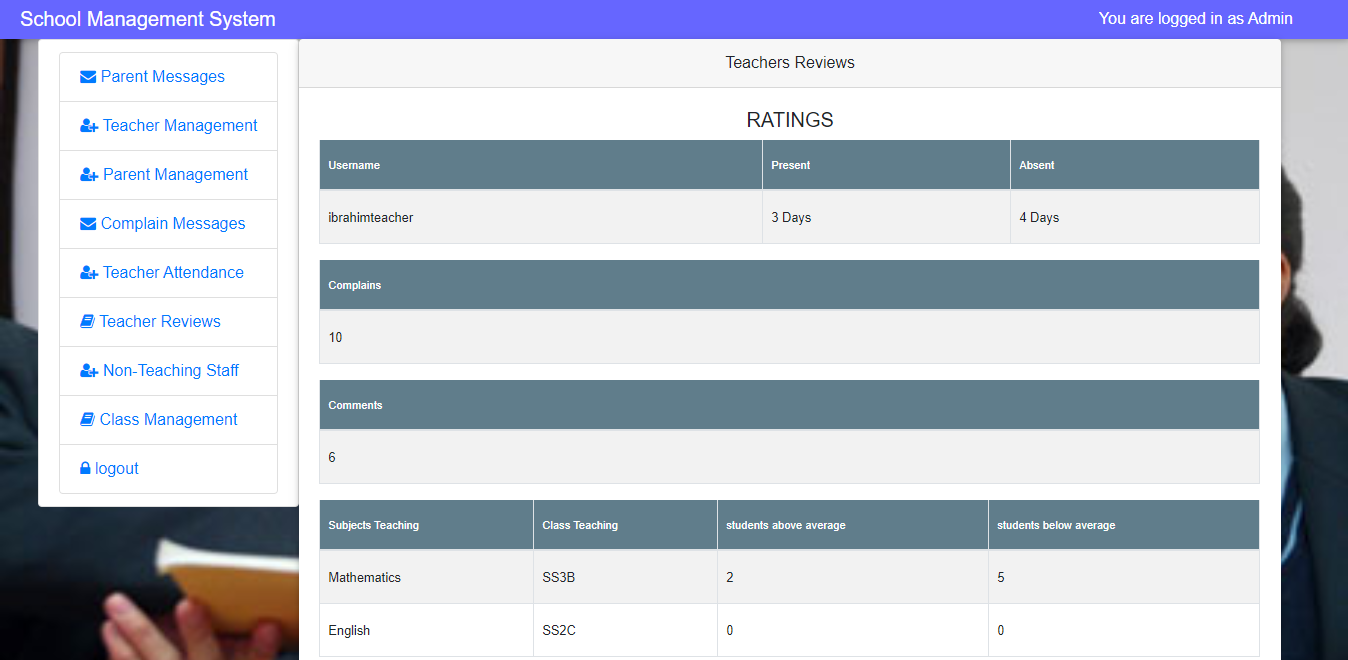 School Management System
You are logged in as Admin
Parent Messages
Teacher Management
Parent Management
Complain Messages
Teacher Attendance
Teacher Reviews
Non-Teaching Staff
Class Management
logout
Teachers Reviews
RATINGS
Username Present Absent
ibrahimteacher 3 Days 4 Days
Complains
10
Comments
6
Subjects Teaching Class Teaching students above average students below average
Mathematics SS3B 2 5
English SS2C 0 0